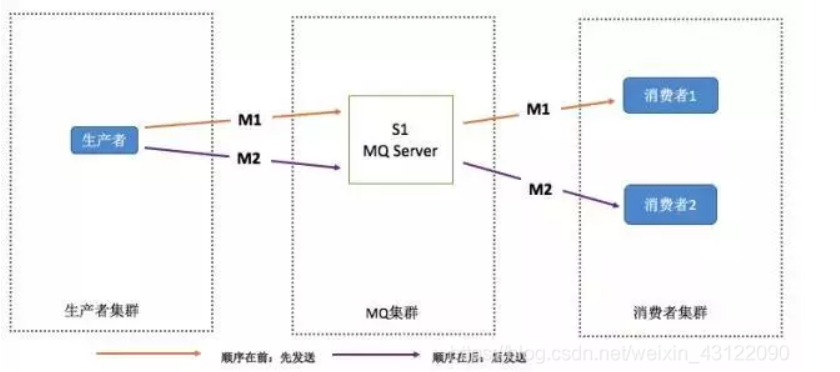 生产者
M1
M2
S1
MQ Server
M1
M2
消费者1
消费者2
生产者集群
MQ集群
消费者集群
顺序在前：先发送
顺序在后：后发送
https://blog.csdn.net/weixin_43122090